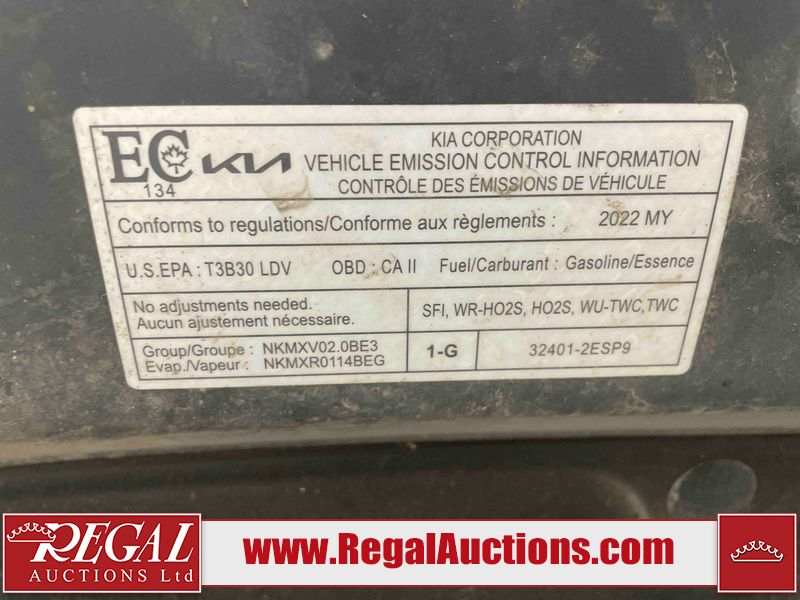 EC
134
KIA
KIA CORPORATION
VEHICLE EMISSION CONTROL INFORMATION
CONTRÔLE DES ÉMISSIONS DE VÉHICULE
Conforms to regulations/Conforme aux règlements : 2022 MY
U.S.EPA : T3B30 LDV OBD : CA II Fuel/Carburant : Gasoline/Essence
No adjustments needed.
Aucun ajustement nécessaire.
SFI, WR-HO2S, HO2S, WU-TWC,TWC
Group/Groupe : NKMXV02.0BE3
Evap./Vapeur : NKMXR0114BEG
1-G
32401-2ESP9
REGAL
AUCTIONS Ltd
www.RegalAuctions.com